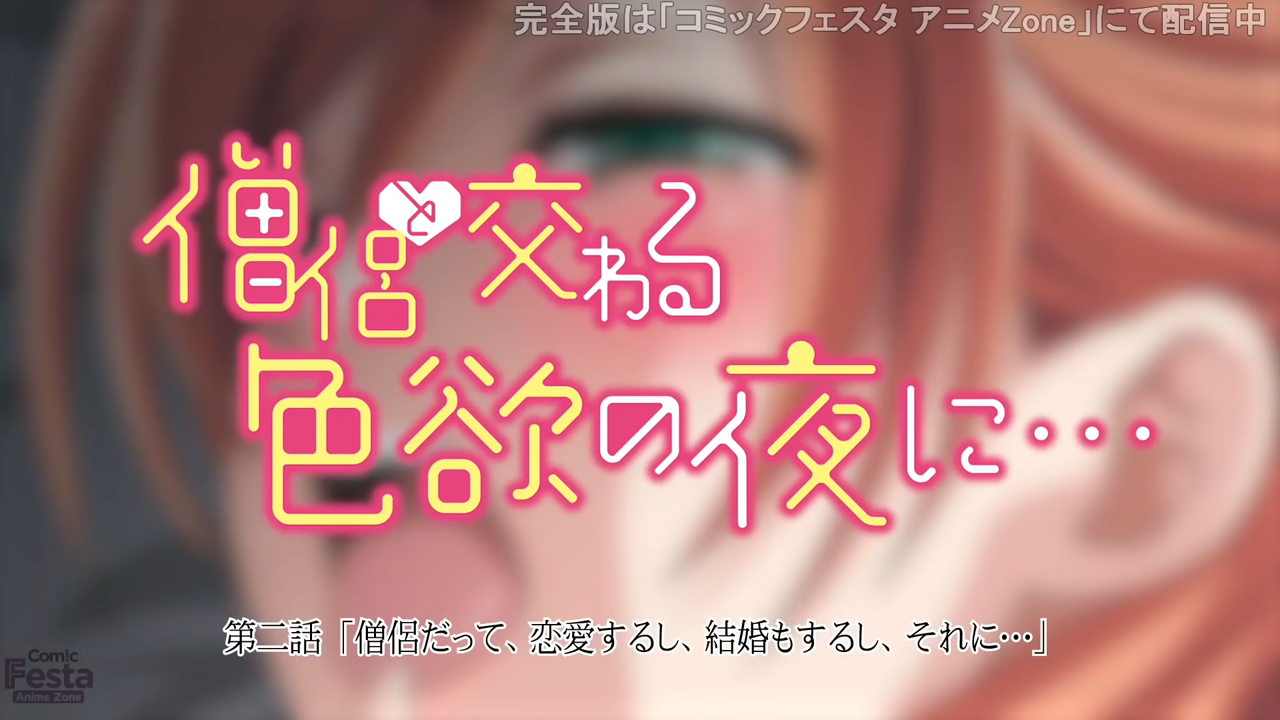 完全版は「コミックフェスタ アニメZone」にて配信中
僧侶と交わる
色欲の夜に・・・
第二話「僧侶だって、恋愛するし、結婚もするし、それに…」
Comic
Festa
Anime Zone